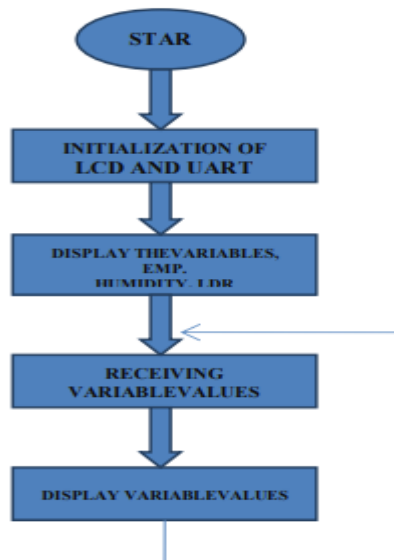 STAR
INITIALIZATION OF
LCD AND UART
DISPLAY THEVARIABLES,
EMP.
HUMIDITY. LDR
RECEIVING
VARIABLEVALUES
DISPLAY VARIABLEVALUES